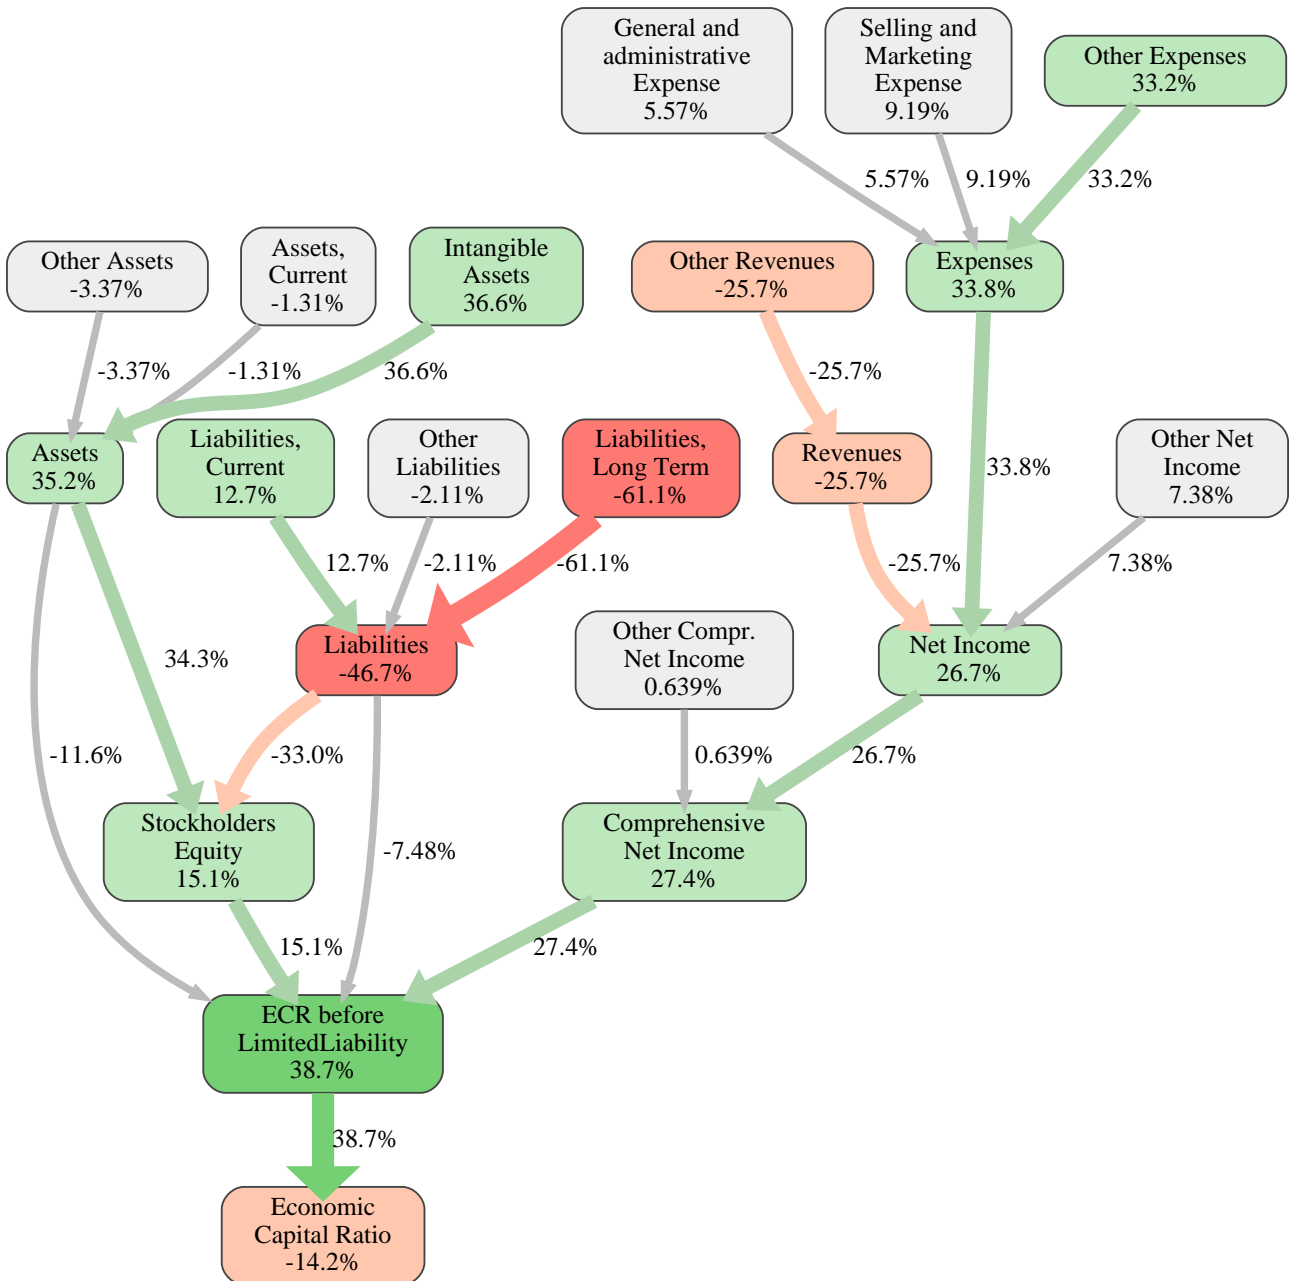 General and
administrative
Expense
5.57%
Selling and
Marketing
Expense
9.19%
Other Expenses
33.2%
5.57%
9.19%
33.2%
Other Assets
-3.37%
Assets,
Current
-1.31%
Intangible
Assets
36.6%
Other Revenues
-25.7%
Expenses
33.8%
-3.37%
-1.31%
36.6%
-25.7%
Assets
35.2%
Liabilities,
Current
12.7%
Other
Liabilities
-2.11%
Liabilities,
Long Term
-61.1%
Revenues
-25.7%
33.8%
Other Net
Income
7.38%
12.7%
-2.11%
-61.1%
-25.7%
7.38%
34.3%
Liabilities
-46.7%
Other Compr.
Net Income
0.639%
Net Income
26.7%
-11.6%
-33.0%
0.639%
26.7%
Stockholders
Equity
15.1%
-7.48%
Comprehensive
Net Income
27.4%
15.1%
27.4%
ECR before
LimitedLiability
38.7%
38.7%
Economic
Capital Ratio
-14.2%